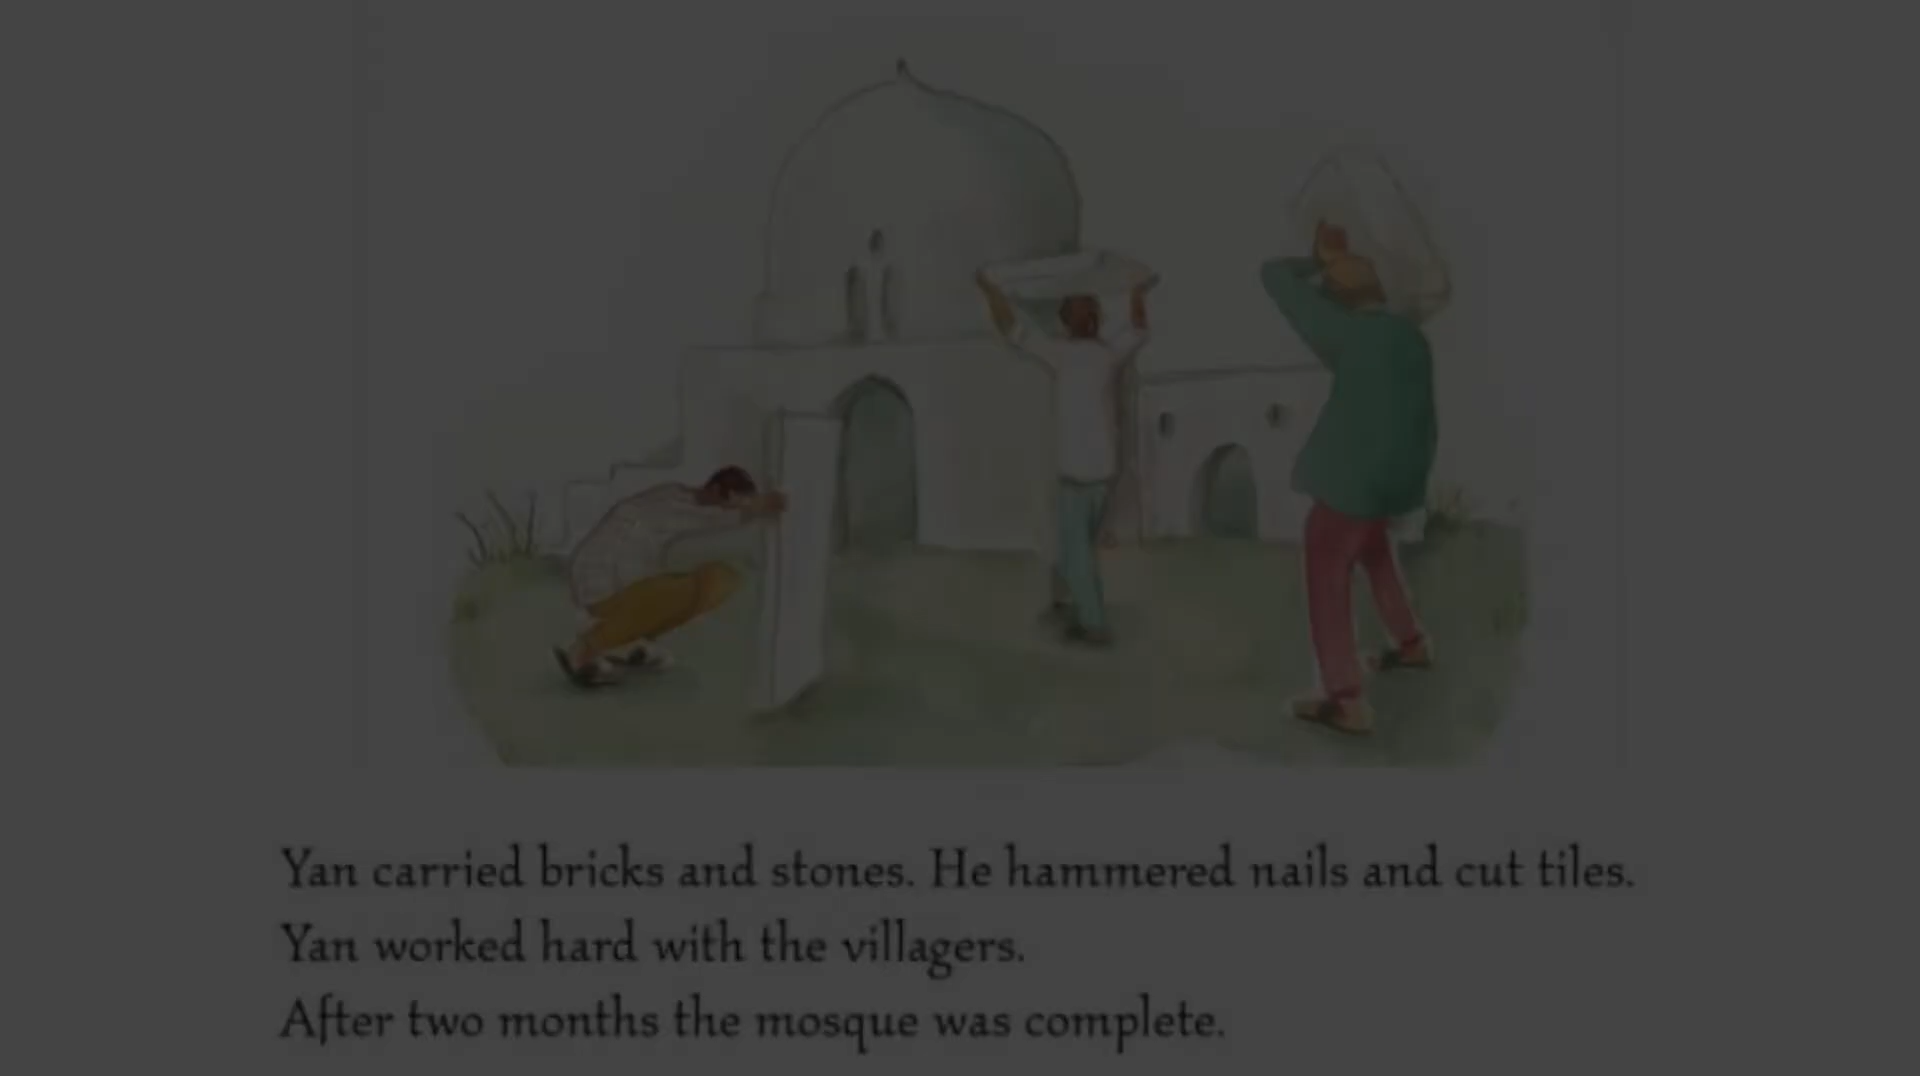 Yan carried bricks and stones. He hammered nails and cut tiles.
Yan worked hard with the villagers.
After two months the mosque was complete.